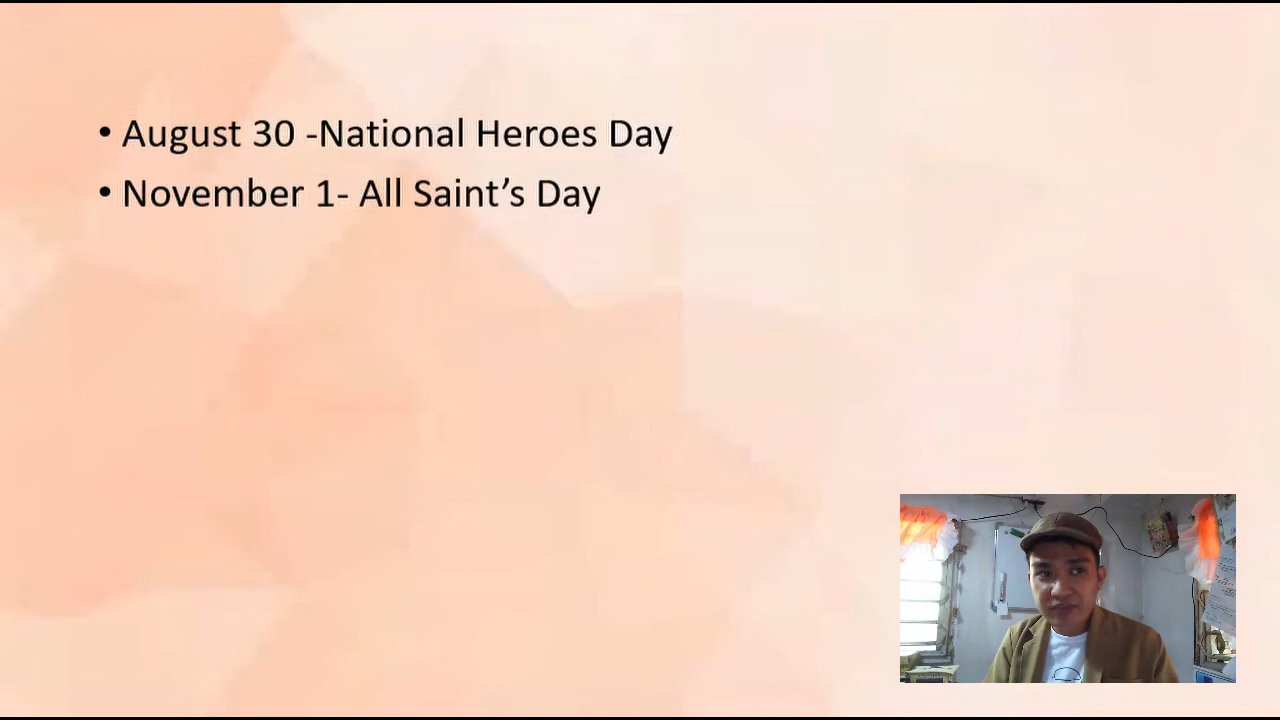 • August 30 -National Heroes Day
• November 1- All Saint’s Day